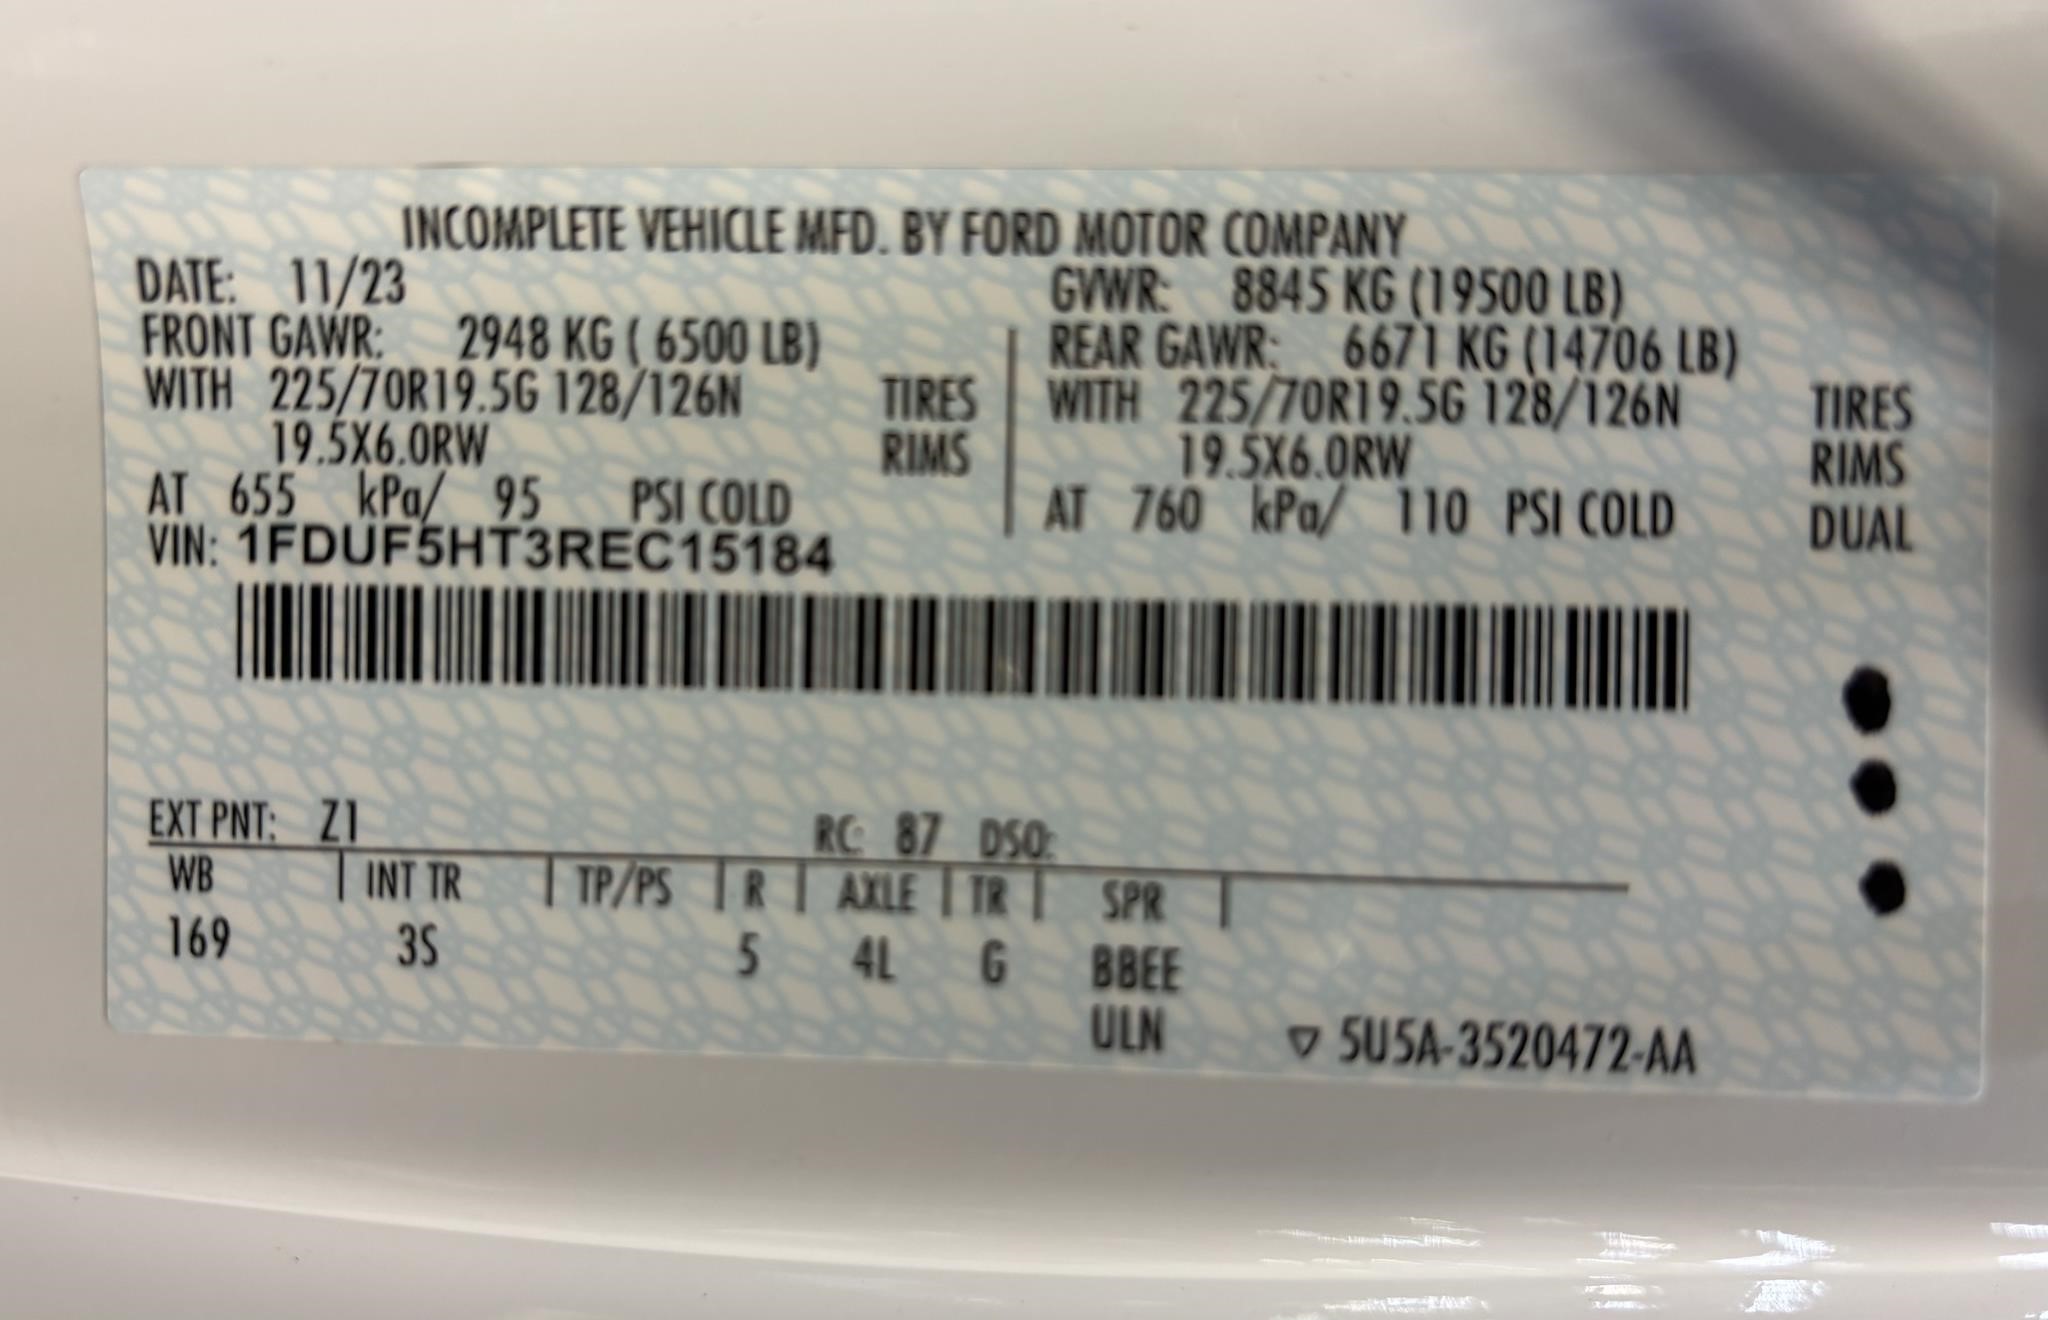 INCOMPLETE VEHICLE MFD. BY FORD MOTOR COMPANY
DATE: 11/23 GVWR: 8845 KG (19500 LB)
FRONT GAWR: 2948 KG ( 6500 LB) REAR GAWR: 6671 KG (14706 LB)
WITH 225/70R19.5G 128/126N TIRES WITH 225/70R19.5G 128/126N TIRES
19.5X6.0RW RIMS 19.5X6.0RW RIMS
AT 655 kPa/ 95 PSI COLD AT 760 kPa/ 110 PSI COLD DUAL
VIN: 1FDUF5HT3REC15184
EXT PNT: Z1 RC: 87 DSO:
WB INT TR TP/PS R AXLE TR SPR
169 3S 5 4L G BBEE
ULN ▽ 5U5A-3520472-AA